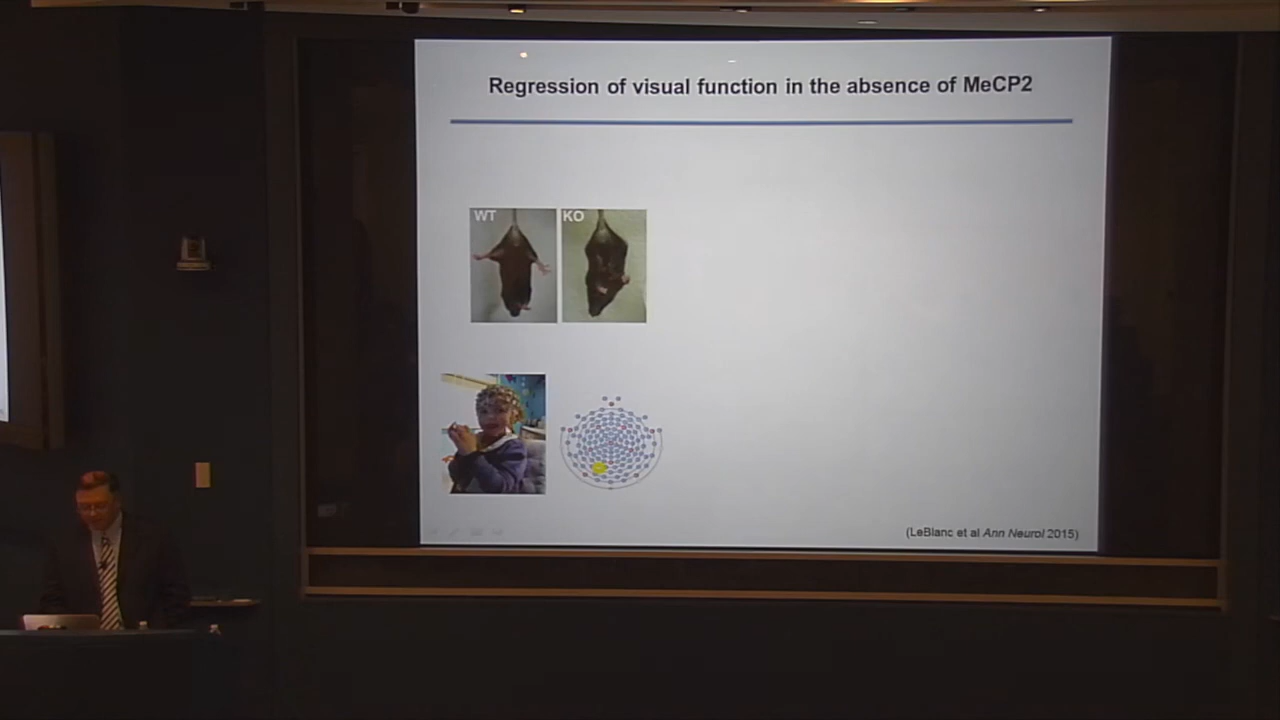 Regression of visual function in the absence of MeCP2
WT
KO
(LeBlanc et al Ann Neurol 2015)